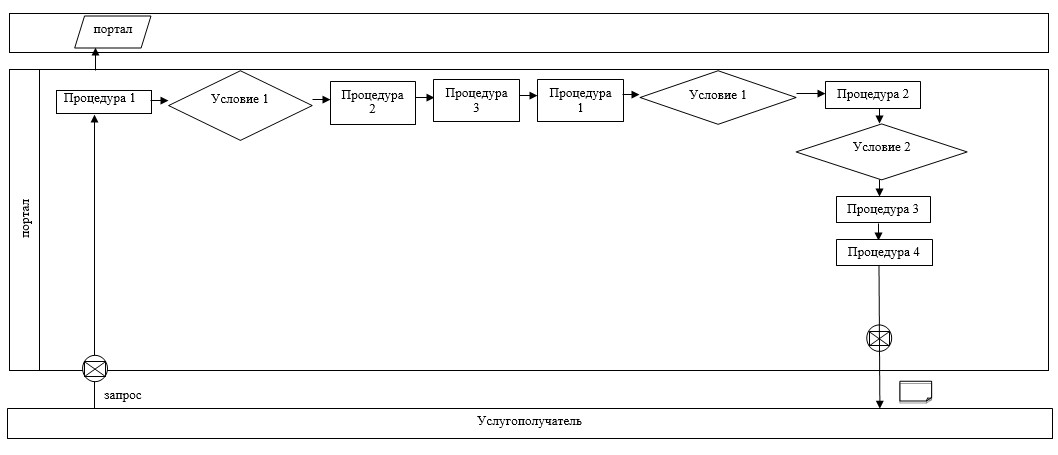 портал
Процедура 1
Условие 1
Процедура
2
Процедура
3
Процедура
1
Условие 1
Процедура 2
Условие 2
Процедура 3
Процедура 4
портал
запрос
Услугополучатель